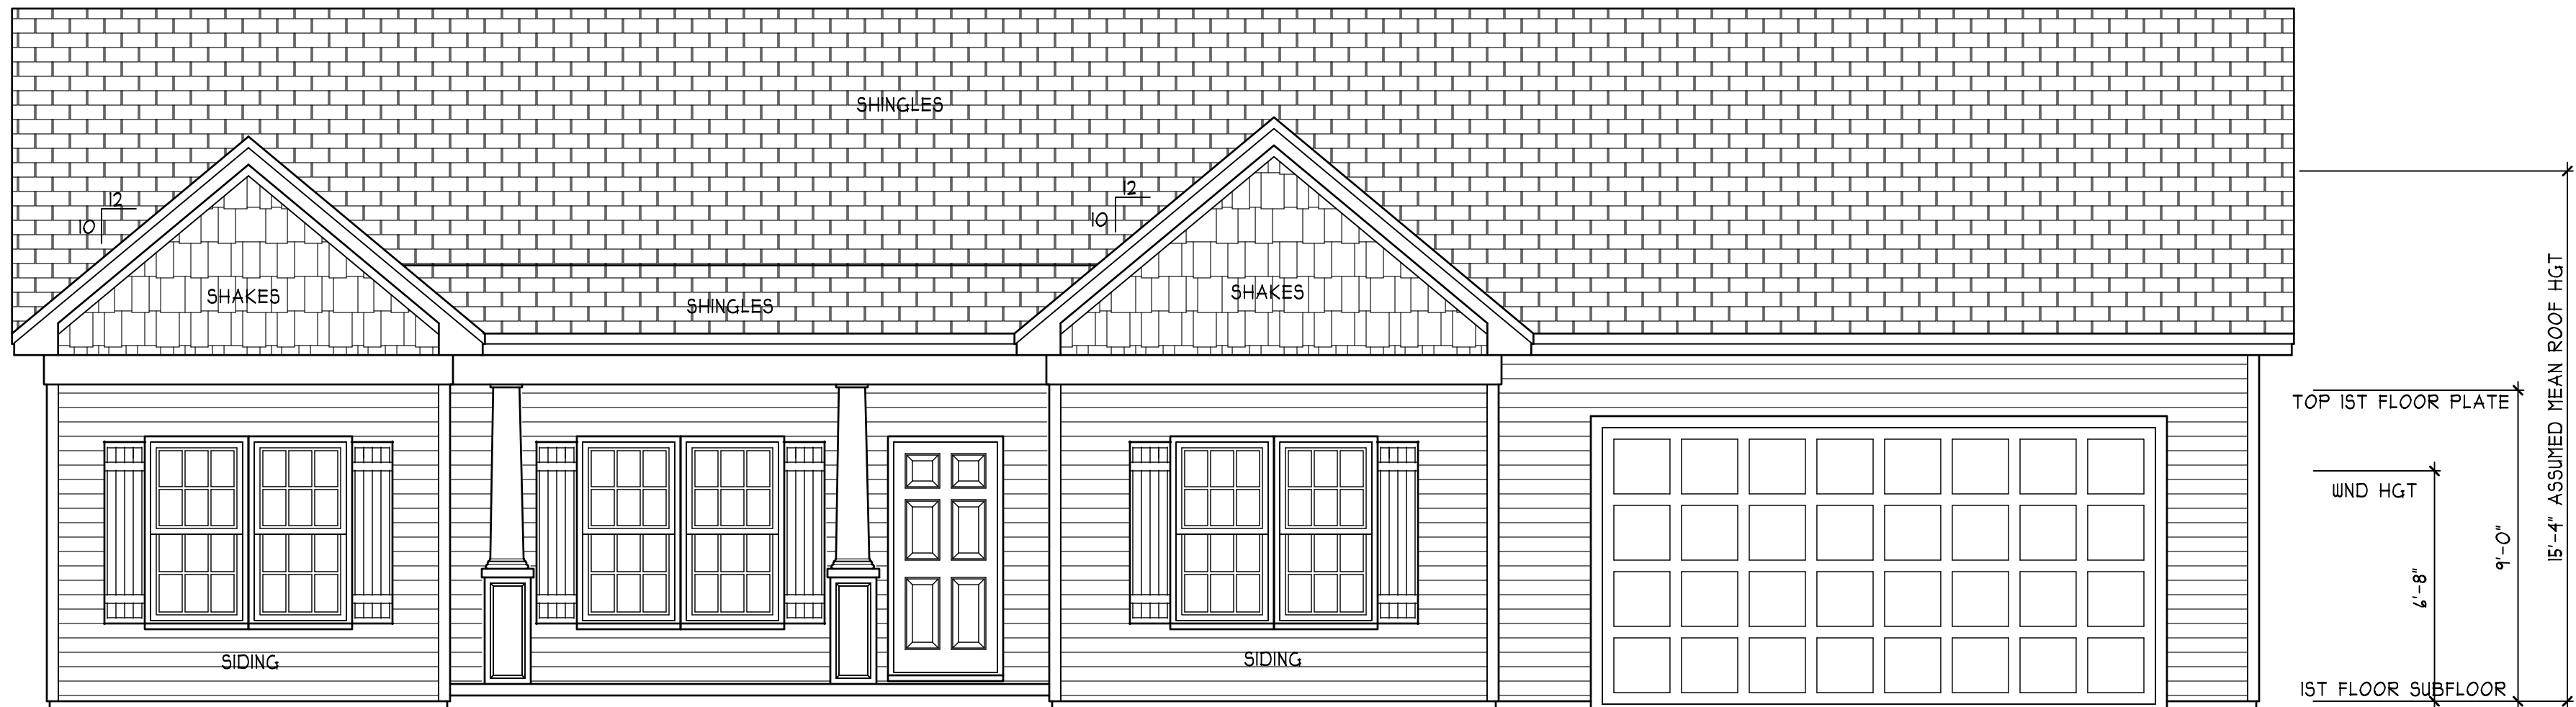 SHINGLES
12
10
12
10
SHAKES
SHINGLES
SHAKES
SIDING
SIDING
TOP 1ST FLOOR PLATE
WND HGT
1ST FLOOR SUBFLOOR
6'-8"
9'-0"
15'-4" ASSUMED MEAN ROOF HGT